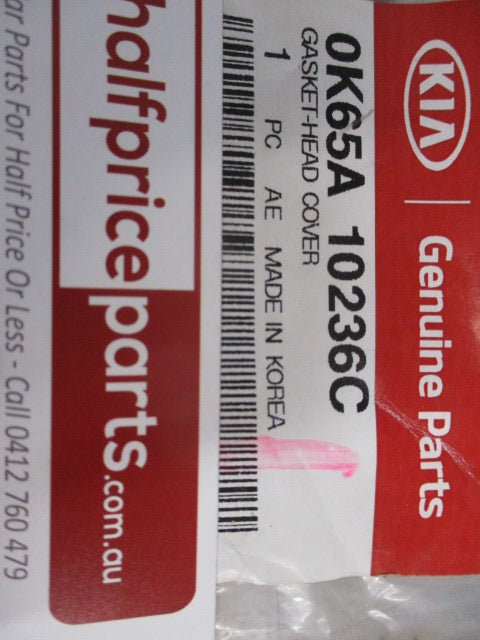 KIA | Genuine Parts
0K65A 10236C
GASKET-HEAD COVER
1 PC AE MADE IN KOREA
halfpriceparts.com.au
ar Parts For Half Price Or Less - Call 0412 760 479